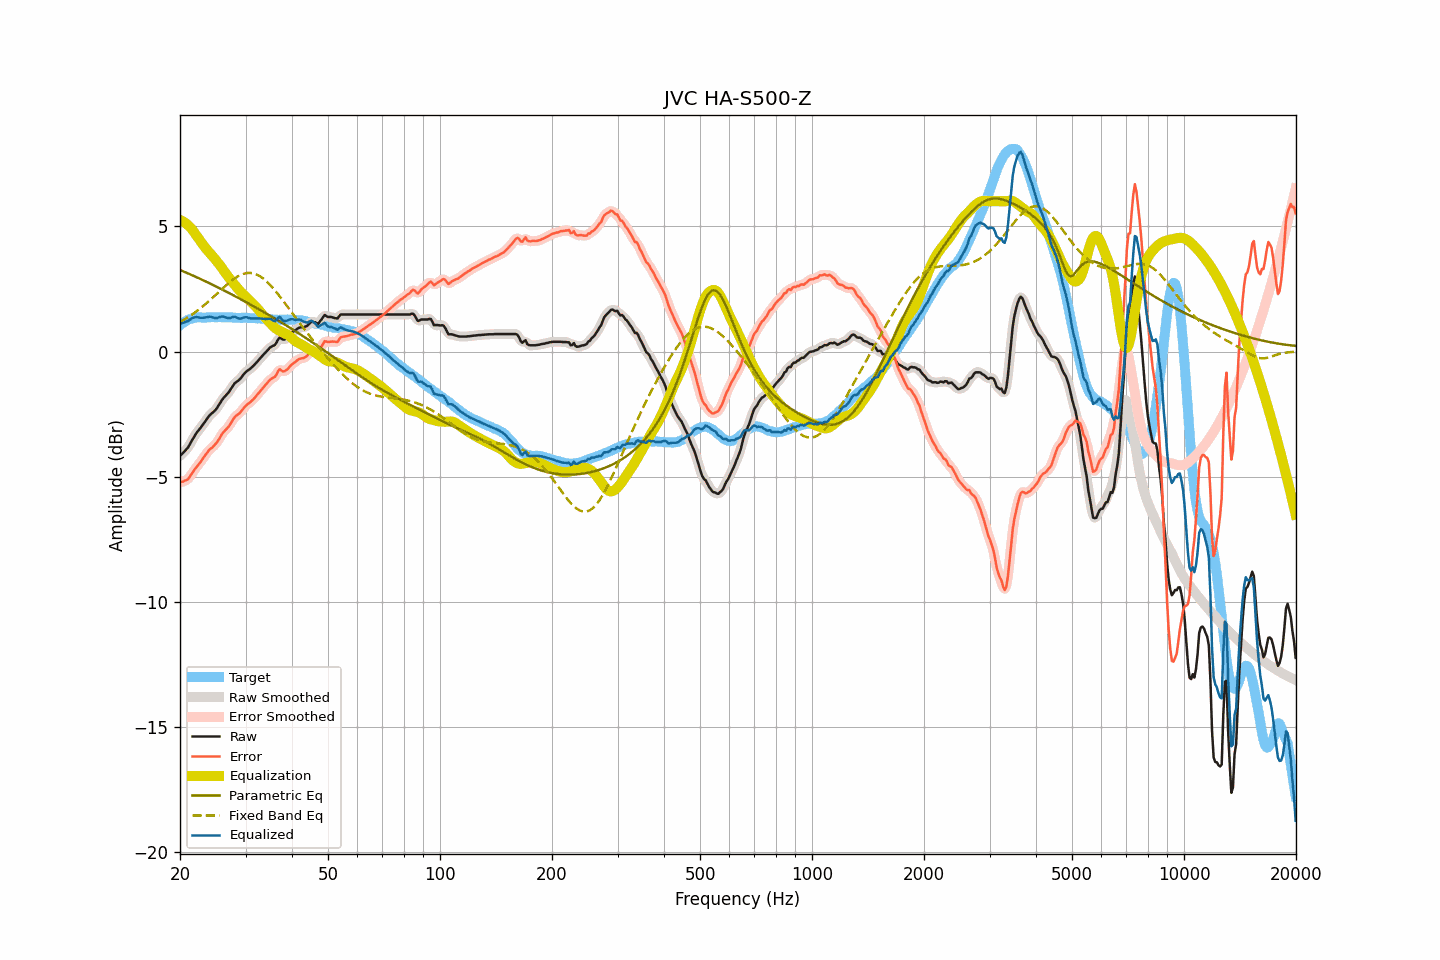 JVC HA-S500-Z
Amplitude (dBr)
5
0
−5
−10
−15
−20
Target
Raw Smoothed
Error Smoothed
Raw
Error
Equalization
Parametric Eq
Fixed Band Eq
Equalized
20 50 100 200 500 1000 2000 5000 10000 20000
Frequency (Hz)